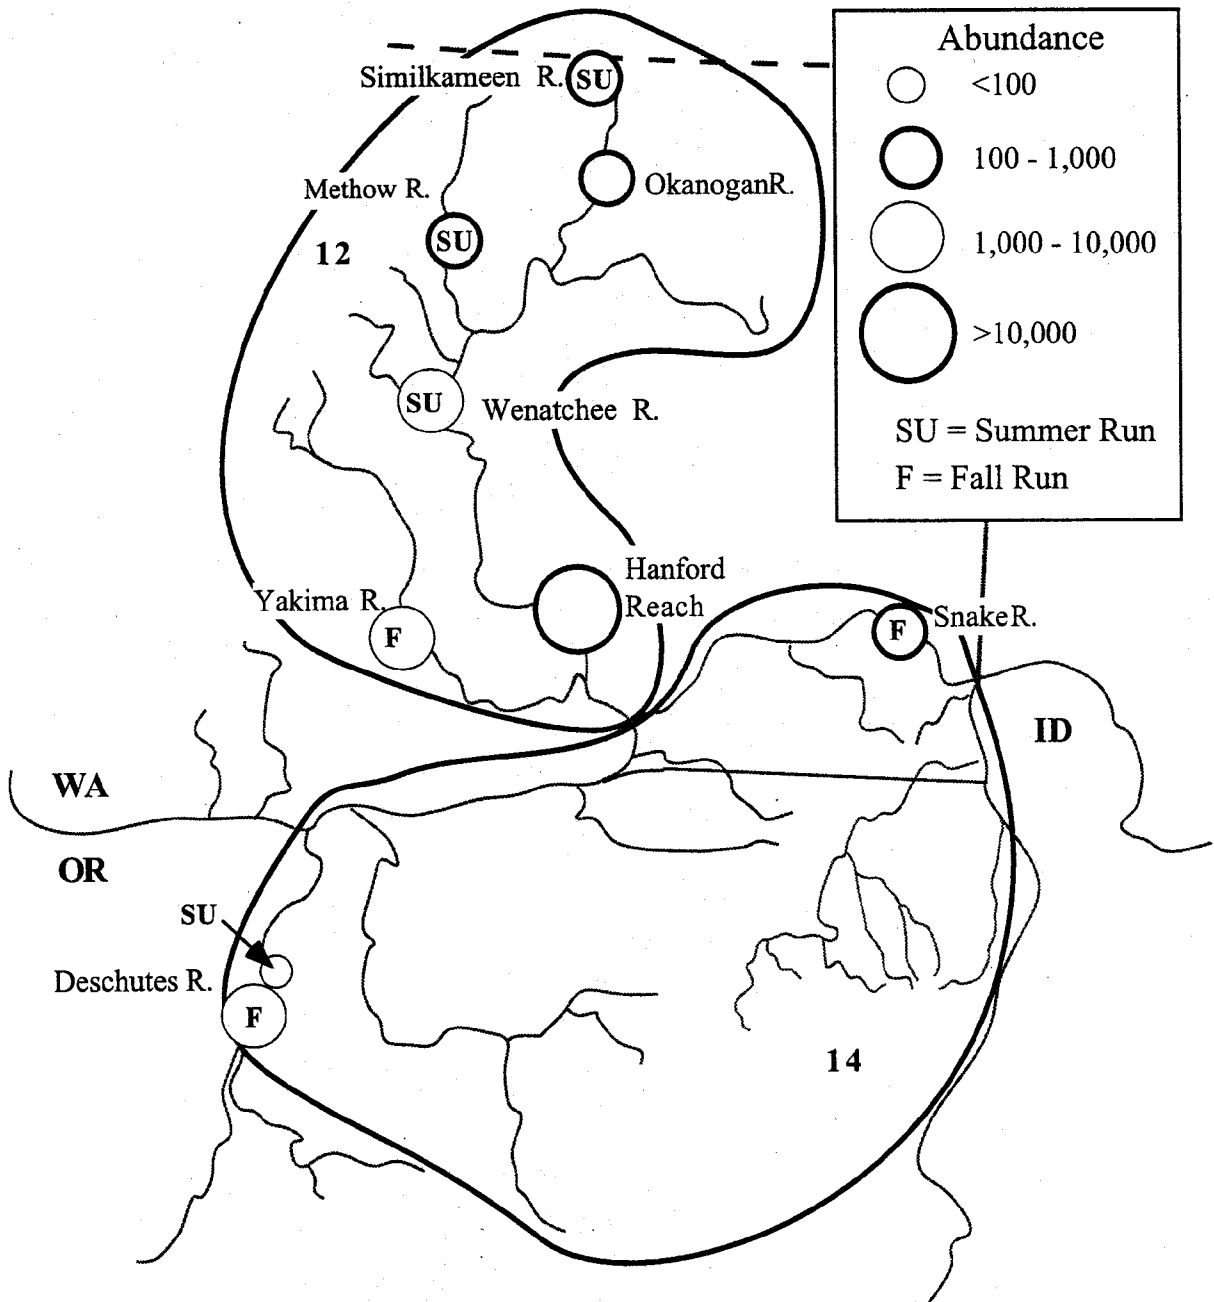 Abundance
<100
100 - 1,000
1,000 - 10,000
>10,000
SU = Summer Run
F = Fall Run
Similkameen R.
SU
Methow R.
OkanoganR.
12
SU
SU
Wenatchee R.
Hanford
Reach
Yakima R.
F
F
SnakeR.
ID
WA
OR
SU
Deschutes R.
F
14